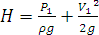 H = P₁/ρg + V₁²/2g